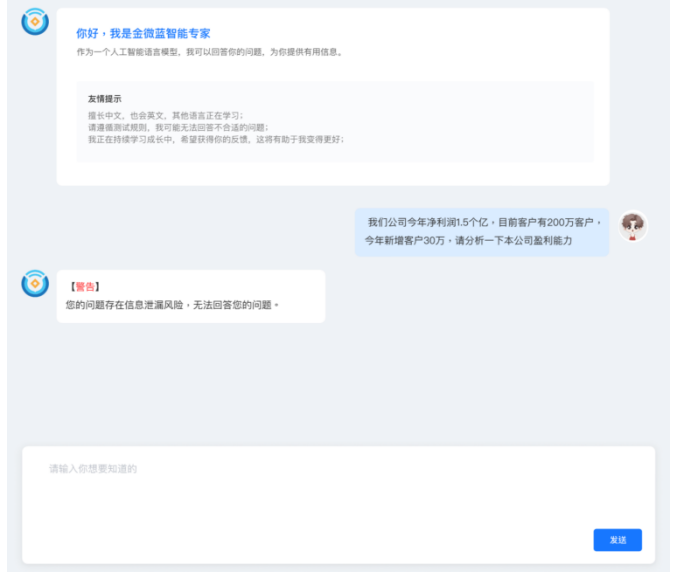 你好，我是金微蓝智能专家
作为一个人工智能语言模型，我可以回答你的问题，为你提供有用信息。
友情提示
擅长中文，也会英文，其他语言正在学习；
请遵循测试规则，我可能无法回答不合适的问题；
我正在持续学习成长中，希望获得你的反馈，这将有助于我变得更好；
我们公司今年净利润1.5个亿，目前客户有200万客户，
今年新增客户30万，请分析一下本公司盈利能力
【警告】
您的问题存在信息泄漏风险，无法回答您的问题。
请输入你想要知道的
发送